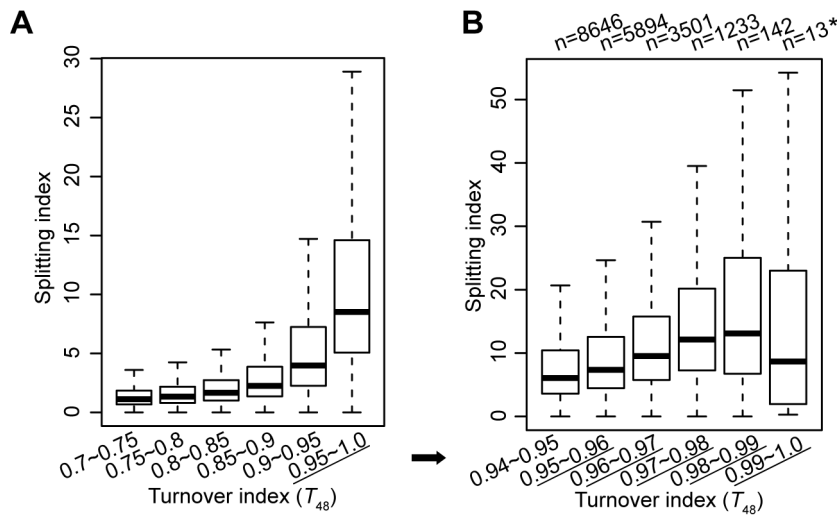 A
30
25
20
15
10
5
0
Splitting index
0.7~0.75
0.75~0.8
0.8~0.85
0.85~0.9
0.9~0.95
0.95~1.0
Turnover index (T48)
B
n=8646
n=5894
n=3501
n=1233
n=142
n=13*
50
40
30
20
10
0
Splitting index
0.94~0.95
0.95~0.96
0.96~0.97
0.97~0.98
0.98~0.99
0.99~1.0
Turnover index (T48)